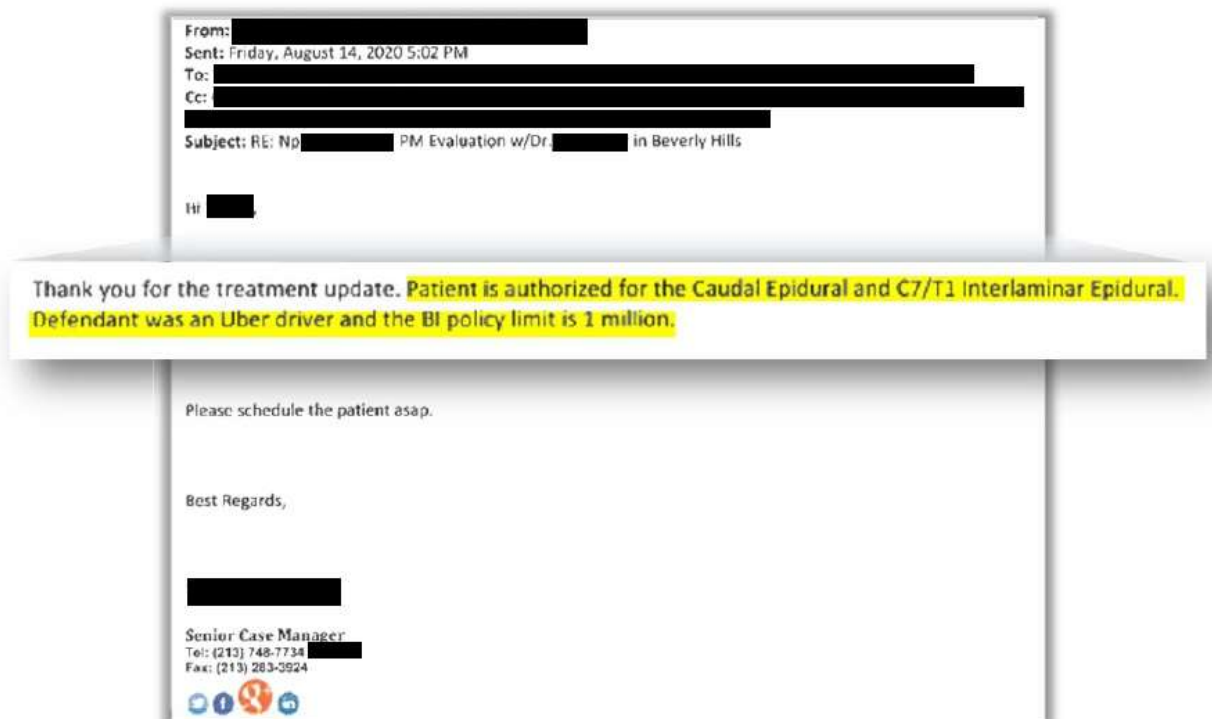 From:
Sent: Friday, August 14, 2020 5:02 PM
To:
Cc:
Subject: RE: Np PM Evaluation w/Dr. in Beverly Hills
Hi ,
Thank you for the treatment update. Patient is authorized for the Caudal Epidural and C7/T1 Interlaminar Epidural.
Defendant was an Uber driver and the BI policy limit is 1 million.
Please schedule the patient asap.
Best Regards,
Senior Case Manager
Tel: (213) 748-7734
Fax: (213) 283-3924